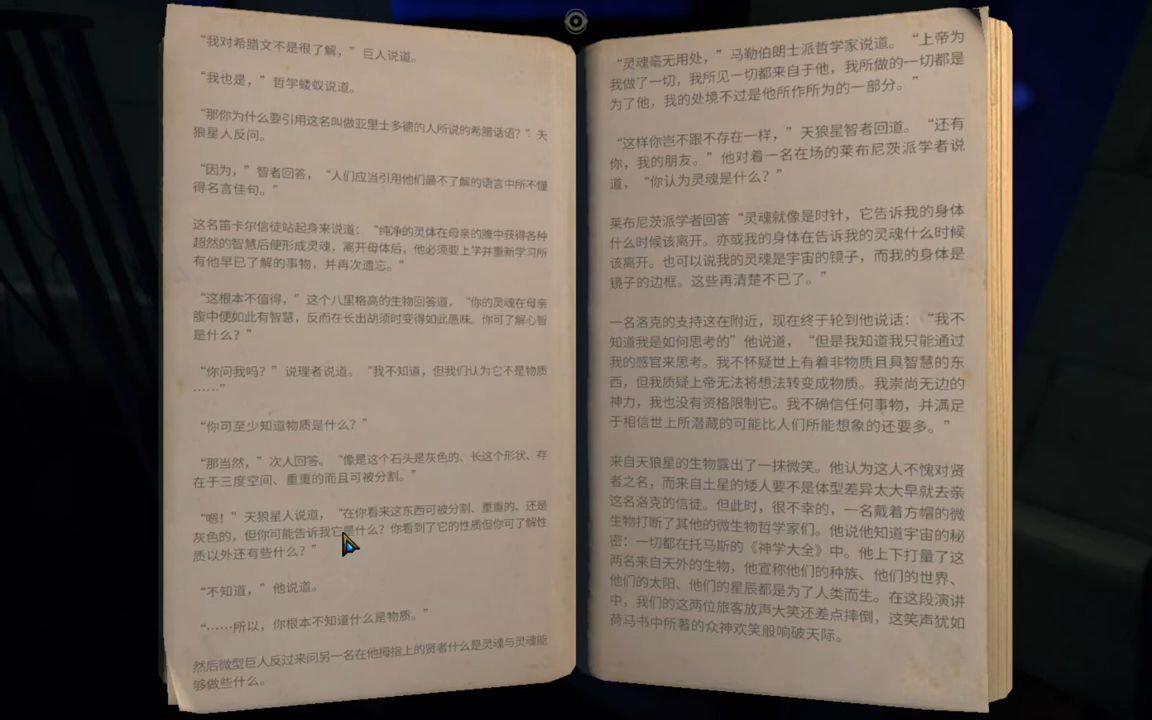 “我对希腊文不是很了解，”巨人说道。
“我也是，”哲学蝼蚁说道。
“那你为什么要引用这名叫做亚里士多德的人所说的希腊话语？”天
狼星人反问。
“因为，”智者回答，“人们应当引用他们最不了解的语言中所不懂
得名言佳句。”
这名笛卡尔信徒站起身来说道：“纯净的灵体在母亲的腹中获得各种
超然的智慧后便形成灵魂，离开母体后，他必须要上学并重新学习所
有他早已了解的事物，并再次遗忘。”
“这根本不值得，”这个八里格高的生物回答道，“你的灵魂在母亲
腹中便如此有智慧，反而在长出胡须时变得如此愚昧。你可了解心智
是什么？”
“你问我吗？”说理者说道。“我不知道，但我们认为它不是物质
……”
“你可至少知道物质是什么？”
“那当然，”次人回答。“像是这个石头是灰色的、长这个形状、存
在于三度空间、重重的而且可被分割。”
“嗯！”天狼星人说道，“在你看来这东西可被分割、重重的、还是
灰色的，但你可能告诉我它是什么？你看到了它的性质但你可了解性
质以外还有些什么？”
“不知道，”他说道。
“……所以，你根本不知道什么是物质。”
然后微型巨人反过来问另一名在他拇指上的贤者什么是灵魂与灵魂能
够做些什么。
“灵魂毫无用处，”马勒伯朗士派哲学家说道。“上帝为
我做了一切，我所见一切都来自于他，我所做的一切都是
为了他，我的处境不过是他所作所为的一部分。”
“这样你岂不跟不存在一样，”天狼星智者回道。“还有
你，我的朋友。”他对着一名在场的莱布尼茨派学者说
道，“你认为灵魂是什么？”
莱布尼茨派学者回答“灵魂就像是时针，它告诉我的身体
什么时候该离开。亦或我的身体在告诉我的灵魂什么时候
该离开。也可以说我的灵魂是宇宙的镜子，而我的身体是
镜子的边框。这些再清楚不已了。”
一名洛克的支持这在附近，现在终于轮到他说话：“我不
知道我是如何思考的”他说道，“但是我知道我只能通过
我的感官来思考。我不怀疑世上有着非物质且具智慧的东
西，但我质疑上帝无法将想法转变成物质。我崇尚无边的
神力，我也没有资格限制它。我不确信任何事物，并满足
于相信世上所潜藏的可能比人们所能想象的还要多。”
来自天狼星的生物露出了一抹微笑。他认为这人不愧对贤
者之名，而来自土星的矮人要不是体型差异太大早就去亲
这名洛克的信徒。但此时，很不幸的，一名戴着方帽的微
生物打断了其他的微生物哲学家们。他说他知道宇宙的秘
密：一切都在托马斯的《神学大全》中。他上下打量了这
两名来自天外的生物，他宣称他们的种族、他们的世界、
他们的太阳、他们的星辰都是为了人类而生。在这段演讲
中，我们的这两位旅客放声大笑还差点摔倒，这笑声犹如
荷马书中所著的众神欢笑般响破天际。